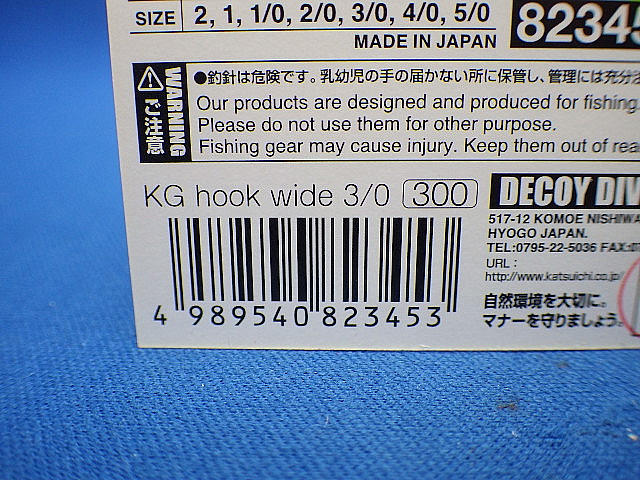 SIZE 2, 1, 1/0, 2/0, 3/0, 4/0, 5/0
82345
MADE IN JAPAN
WARNING
ご注意
●釣針は危険です。乳幼児の手の届かない所に保管し、管理には充分
Our products are designed and produced for fishing
Please do not use them for other purpose.
Fishing gear may cause injury. Keep them out of
KG hook wide 3/0 300
4 989540 823453
DECOY
517-12 KOMOE
HYOGO JAPAN.
TEL:0795-22-5036 FAX:
URL :
http://www.katsuichi.co.jp/
自然環境を大切に。
マナーを守りましょう。